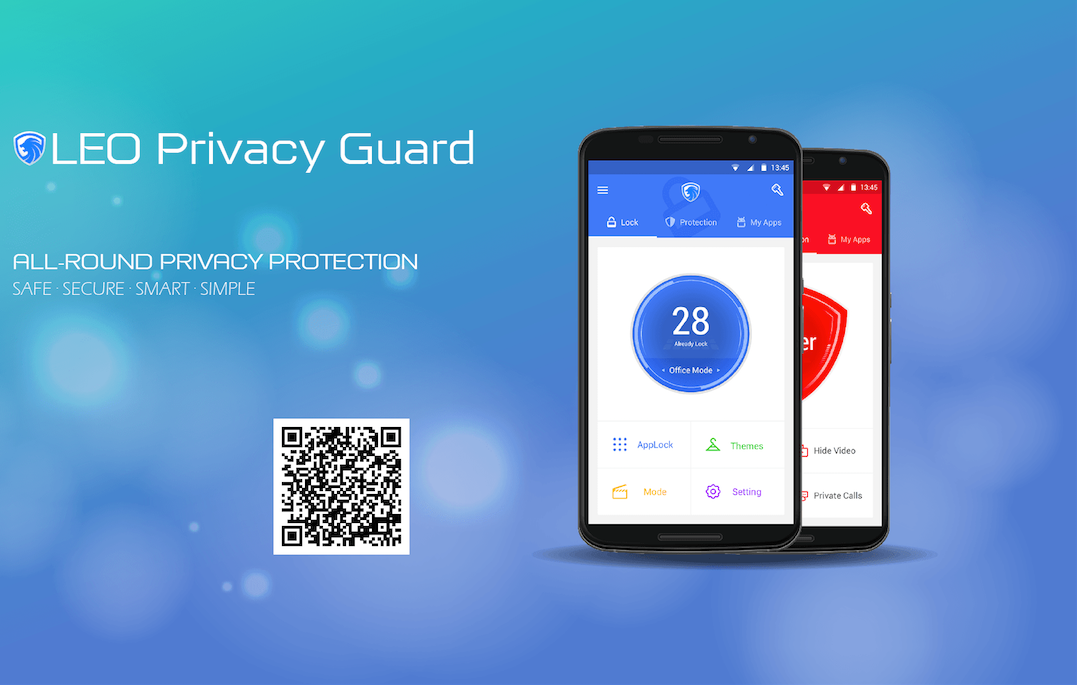 LEO Privacy Guard
ALL-ROUND PRIVACY PROTECTION
SAFE · SECURE · SMART · SIMPLE
13:45
Lock
Protection
My Apps
28
Already Lock
Office Mode
AppLock
Themes
Mode
Setting
13:45
My Apps
Hide Video
Private Calls